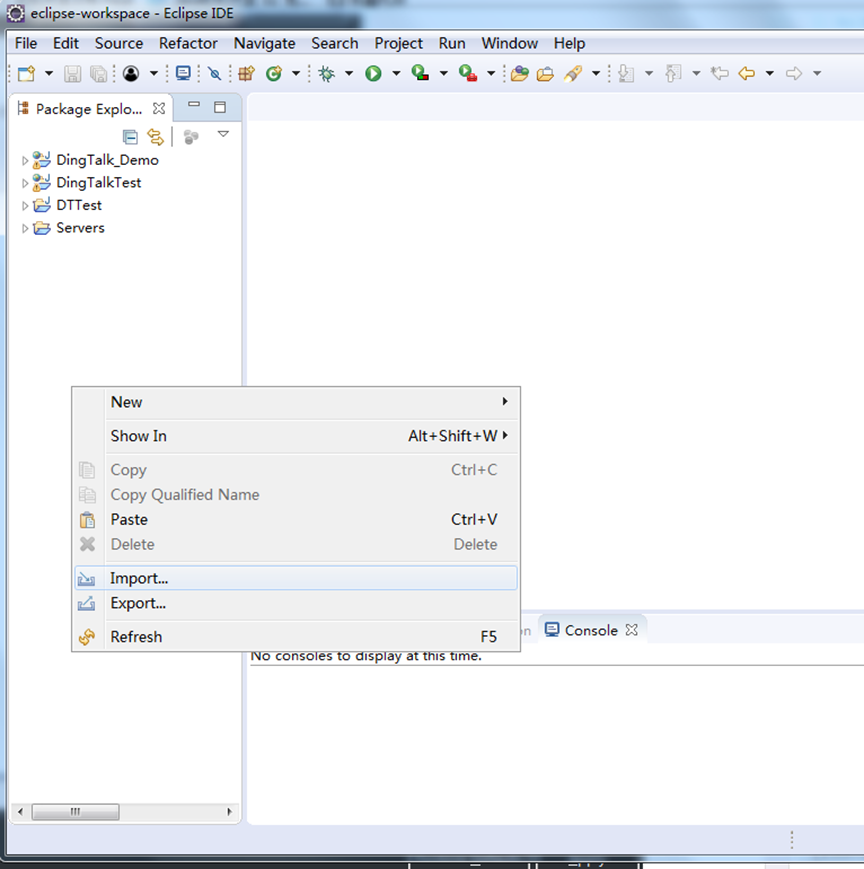 eclipse-workspace - Eclipse IDE
File Edit Source Refactor Navigate Search Project Run Window Help
Package Explo...
DingTalk_Demo
DingTalkTest
DTTest
Servers
New
Show In Alt+Shift+W
Copy Ctrl+C
Copy Qualified Name
Paste Ctrl+V
Delete Delete
Import...
Export...
Refresh F5
Console
No consoles to display at this time.